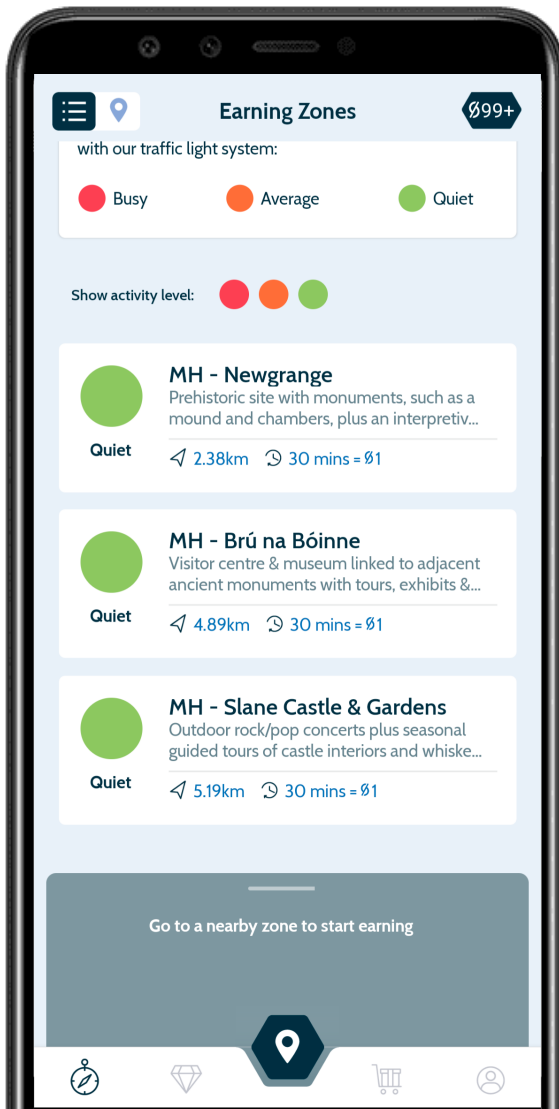 Earning Zones
Ø99+
with our traffic light system:
Busy
Average
Quiet
Show activity level:
MH - Newgrange
Prehistoric site with monuments, such as a
mound and chambers, plus an interpretiv...
Quiet
2.38km
30 mins = Ø1
MH - Brú na Bóinne
Visitor centre & museum linked to adjacent
ancient monuments with tours, exhibits &...
Quiet
4.89km
30 mins = Ø1
MH - Slane Castle & Gardens
Outdoor rock/pop concerts plus seasonal
guided tours of castle interiors and whiske...
Quiet
5.19km
30 mins = Ø1
Go to a nearby zone to start earning